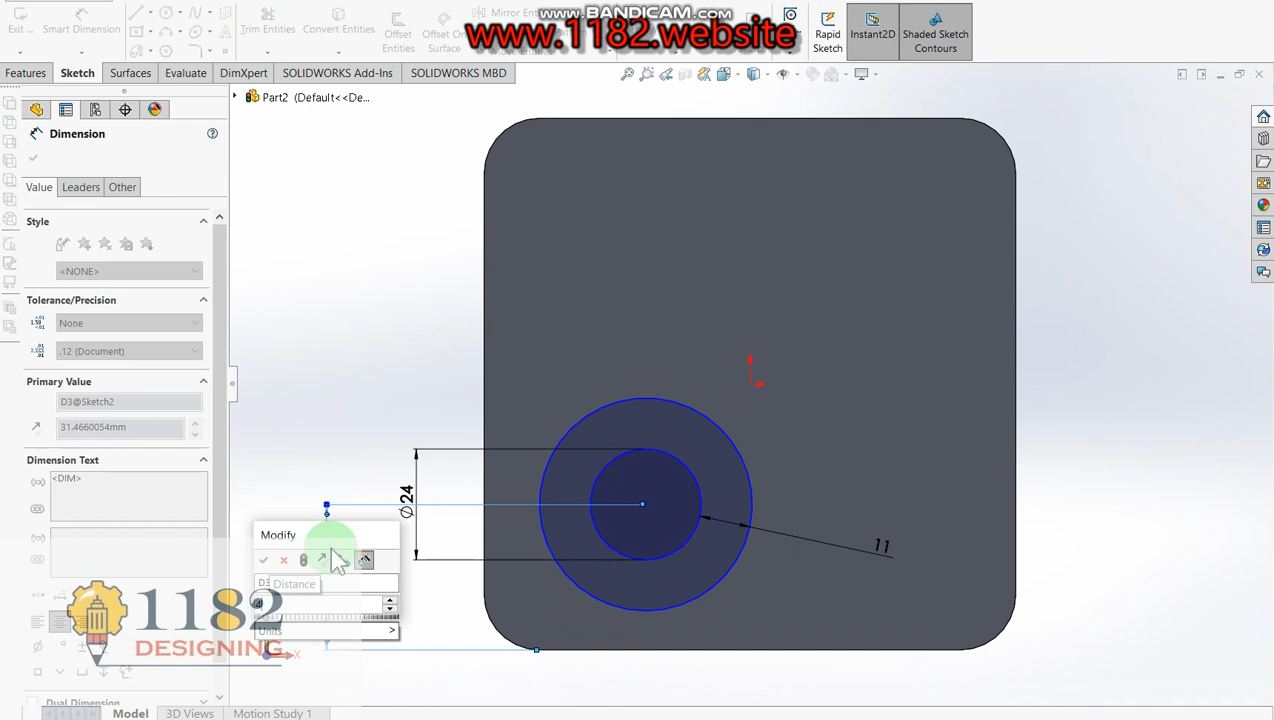 WWW.BANDICAM.COM
www.1182.website
Exit...
Smart Dimension
Trim Entities
Convert Entities
Offset Entities
Offset On Surface
Mirror Entities
Rapid Sketch
Instant2D
Shaded Sketch Contours
Features
Sketch
Surfaces
Evaluate
DimXpert
SOLIDWORKS Add-Ins
SOLIDWORKS MBD
Part2 (Default<<De...
Dimension
Value
Leaders
Other
Style
<NONE>
Tolerance/Precision
None
.12 (Document)
Primary Value
D3@Sketch2
31.4660054mm
Dimension Text
<DIM>
Dual Dimension
Modify
D3
Distance
Units
1182
DESIGNING
X
∅24
11
Model
3D Views
Motion Study 1